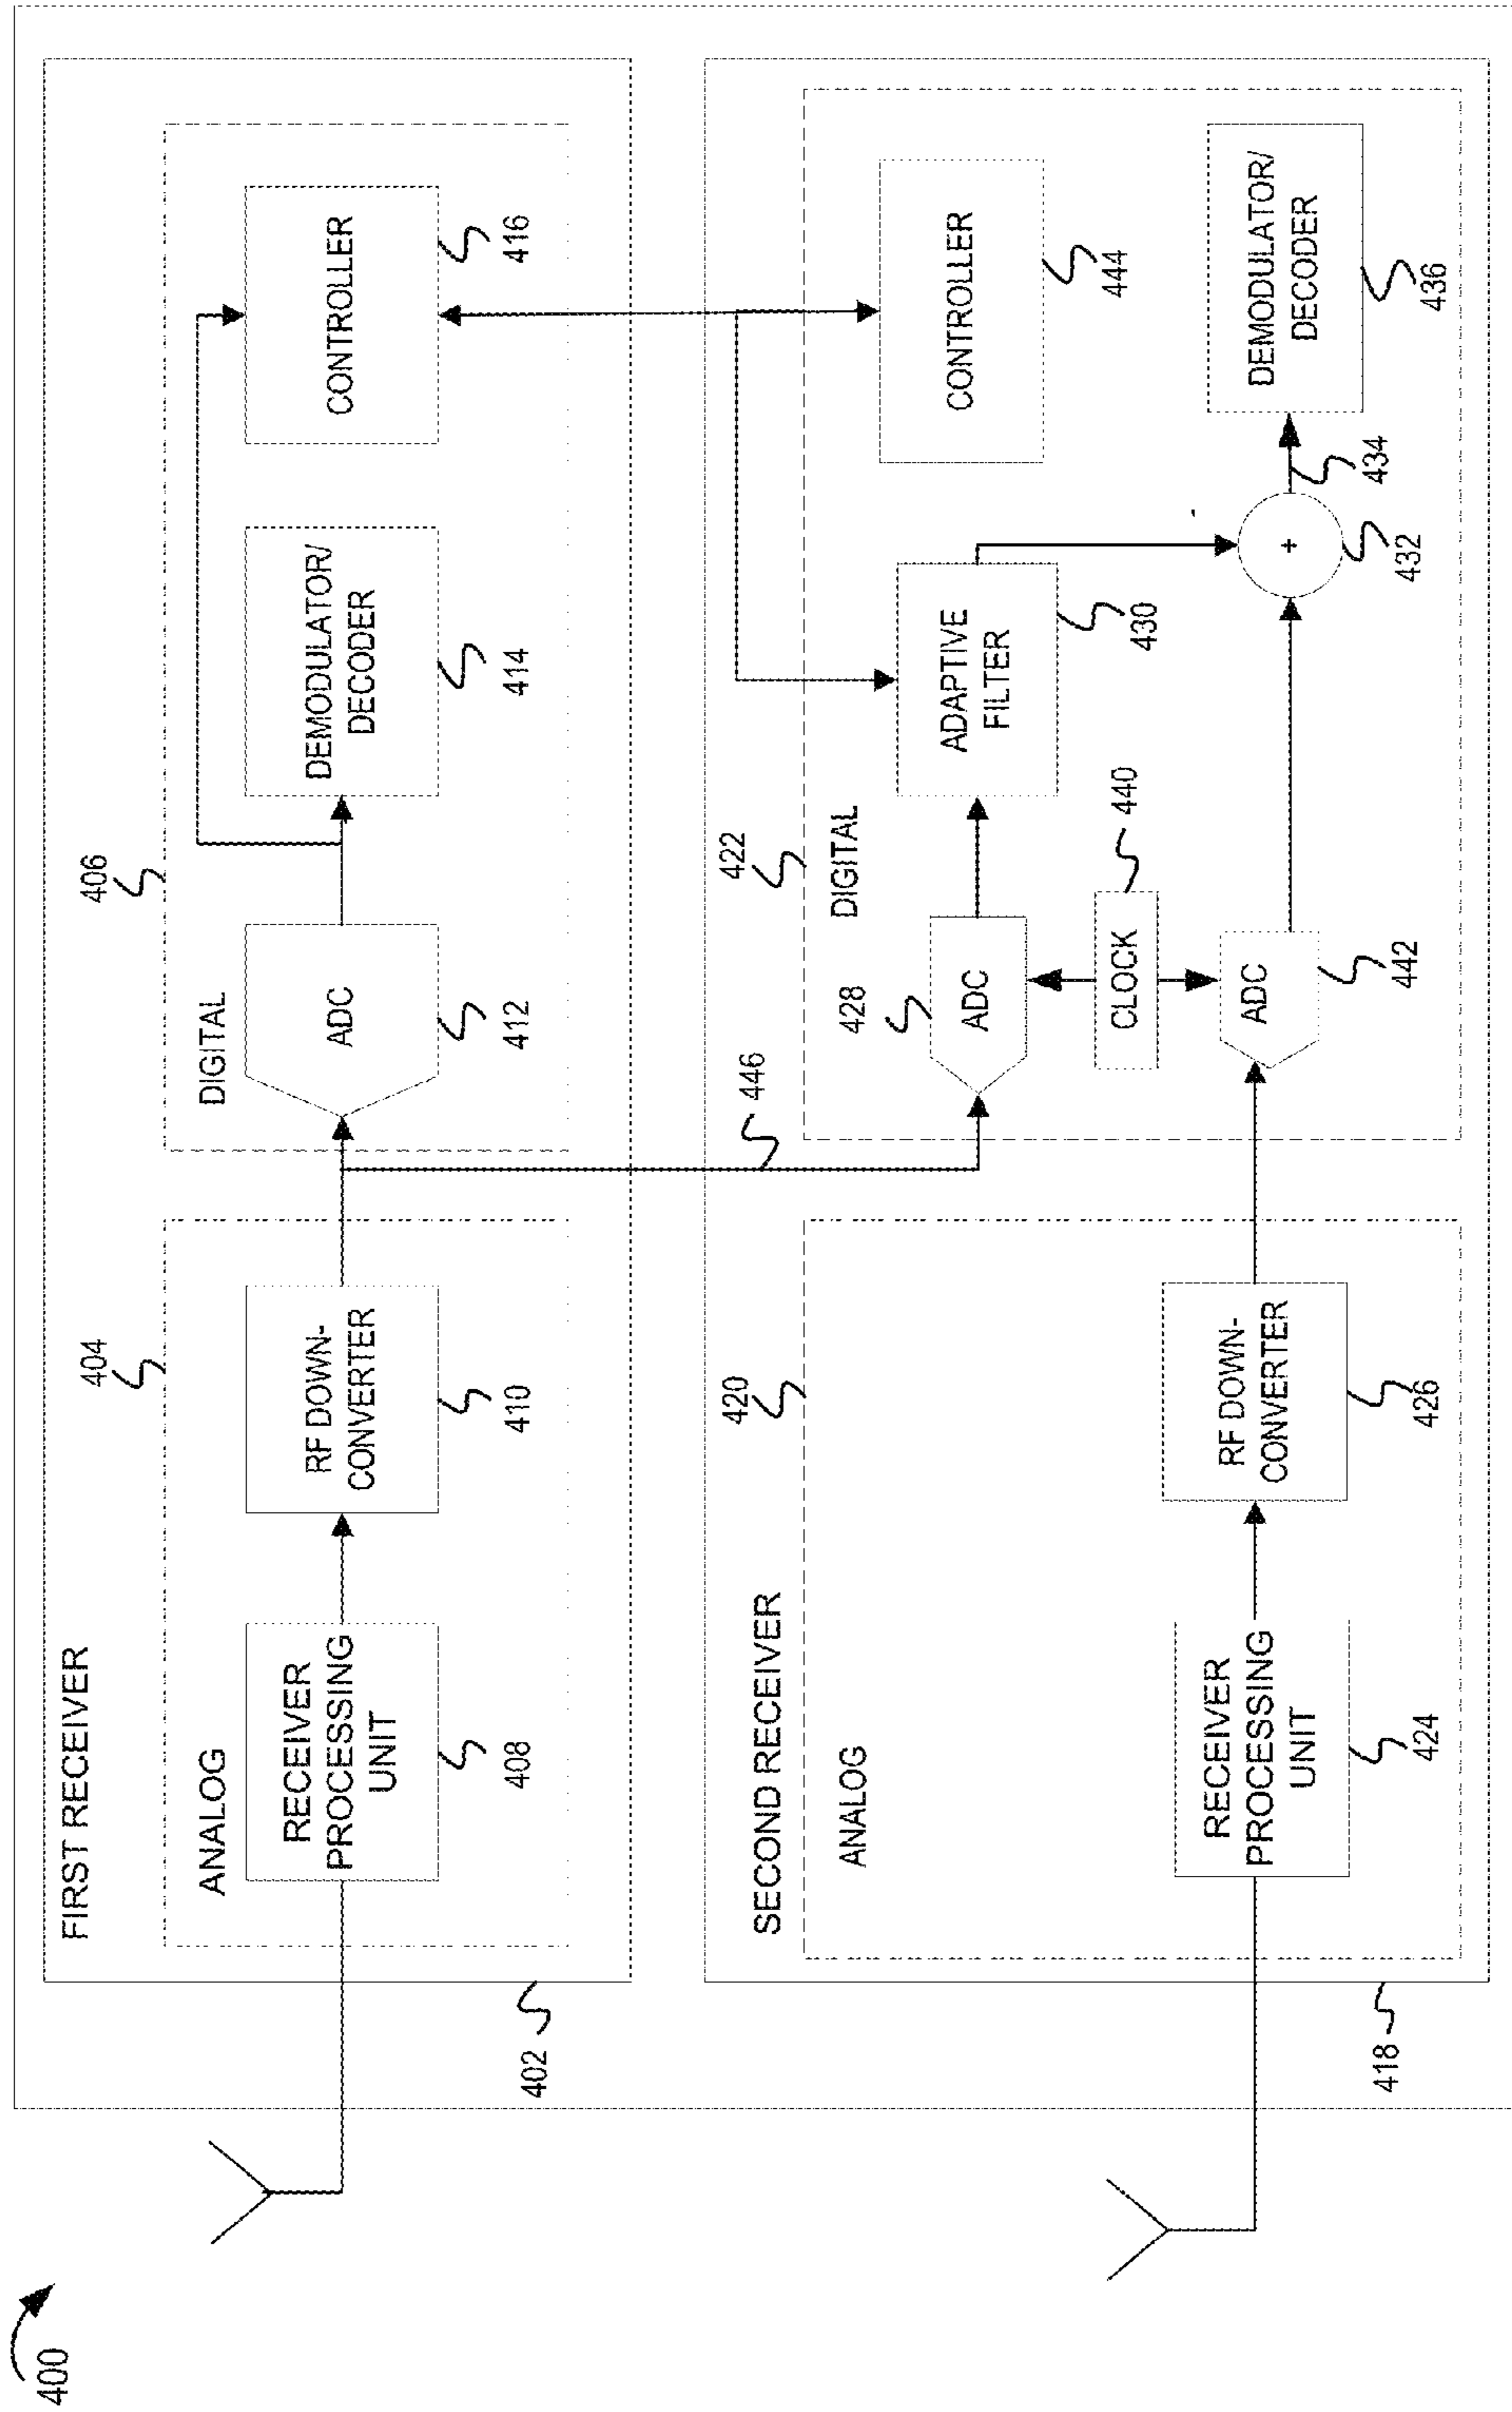 400
FIRST RECEIVER
402
404
ANALOG
RECEIVER
PROCESSING
UNIT
408
RF DOWN-
CONVERTER
410
406
DIGITAL
ADC
412
DEMODULATOR/
DECODER
414
CONTROLLER
416
446
SECOND RECEIVER
418
420
ANALOG
RECEIVER
PROCESSING
UNIT
424
RF DOWN-
CONVERTER
426
422
DIGITAL
428
ADC
CLOCK
440
ADC
442
ADAPTIVE
FILTER
430
+
432
434
CONTROLLER
444
DEMODULATOR/
DECODER
436